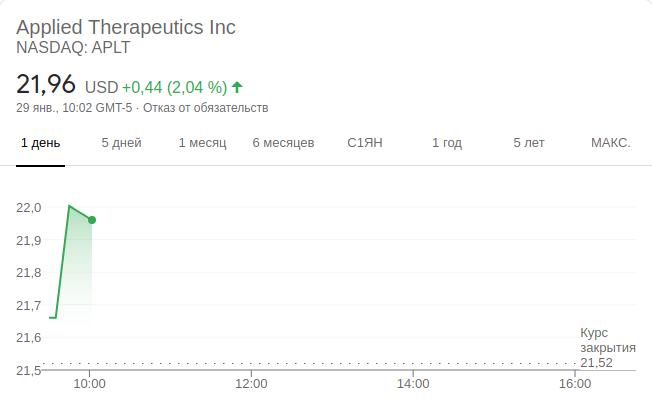 Applied Therapeutics Inc
NASDAQ: APLT
21,96 USD +0,44 (2,04 %)
29 янв., 10:02 GMT-5 · Отказ от обязательств
1 день 5 дней 1 месяц 6 месяцев С1ЯН 1 год 5 лет МАКС.
22,0
21,9
21,8
21,7
21,6
21,5
Курс
закрытия
21,52
10:00 12:00 14:00 16:00